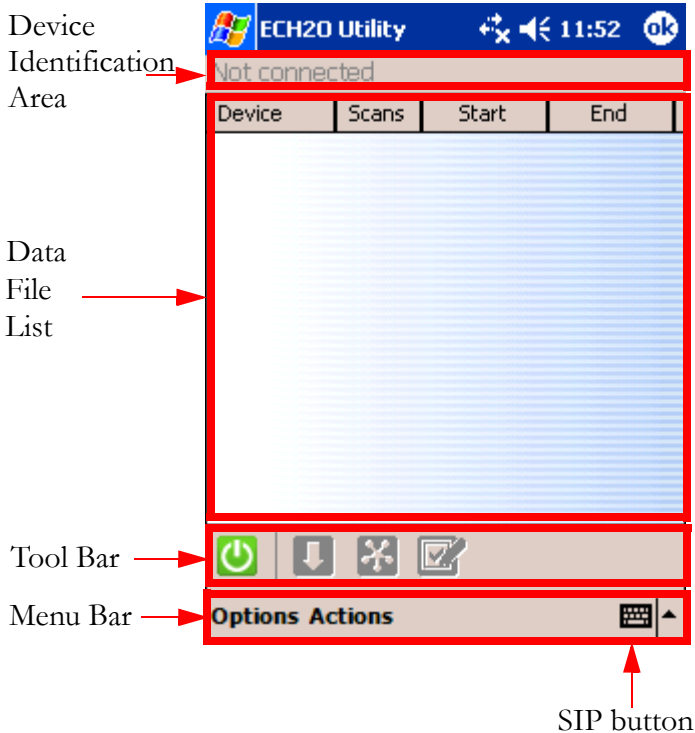 Device
Identification
Area
ECH2O Utility 11:52 ok
Not connected
Device Scans Start End
Data
File
List
Tool Bar
Menu Bar
Options Actions
SIP button